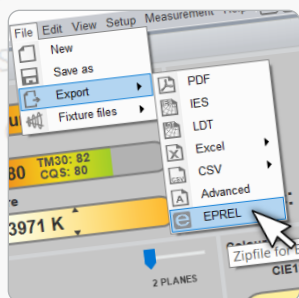 File Edit View Setup Measurement
New
Save as
Export
Fixture files
PDF
IES
LDT
Excel
CSV
Advanced
EPREL
Zipfile for
TM30: 82
80 CQS: 80
3971 K
2 PLANES
CIE1